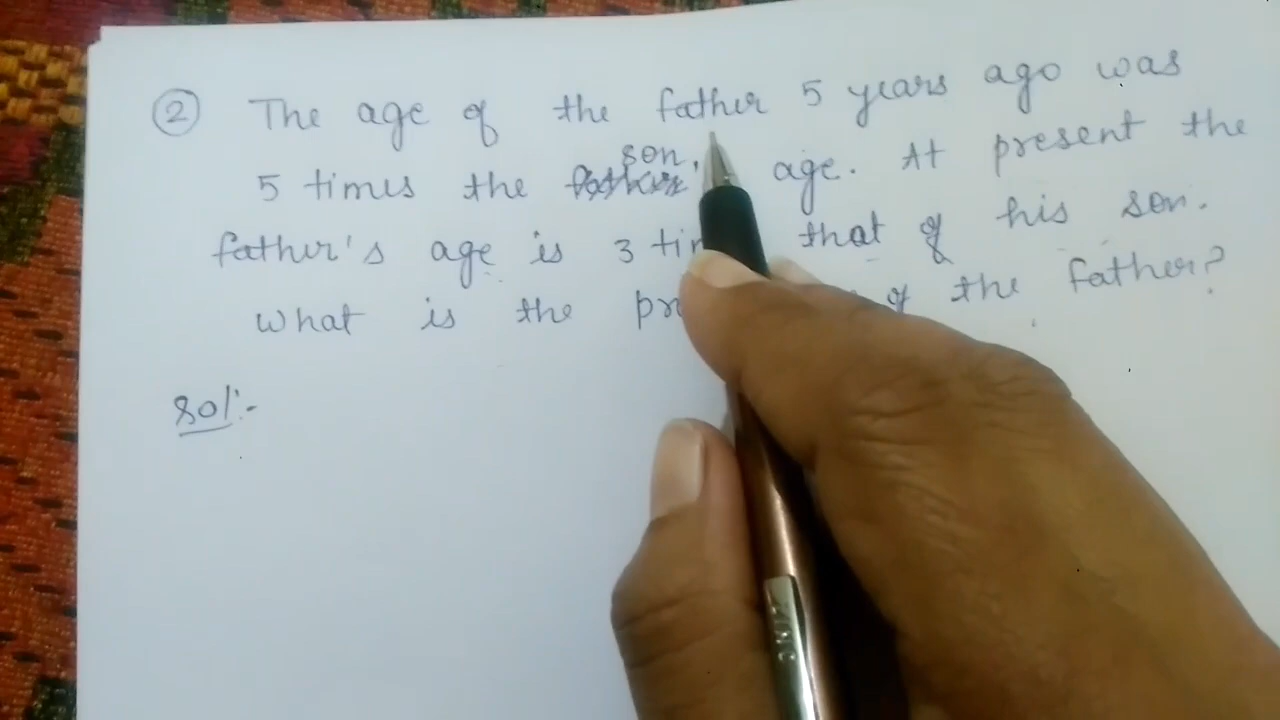 ② The age of the father 5 years ago was
5 times the son's age. At present the
father's age is 3 that of his son.
What is the of the father?
Sol:-